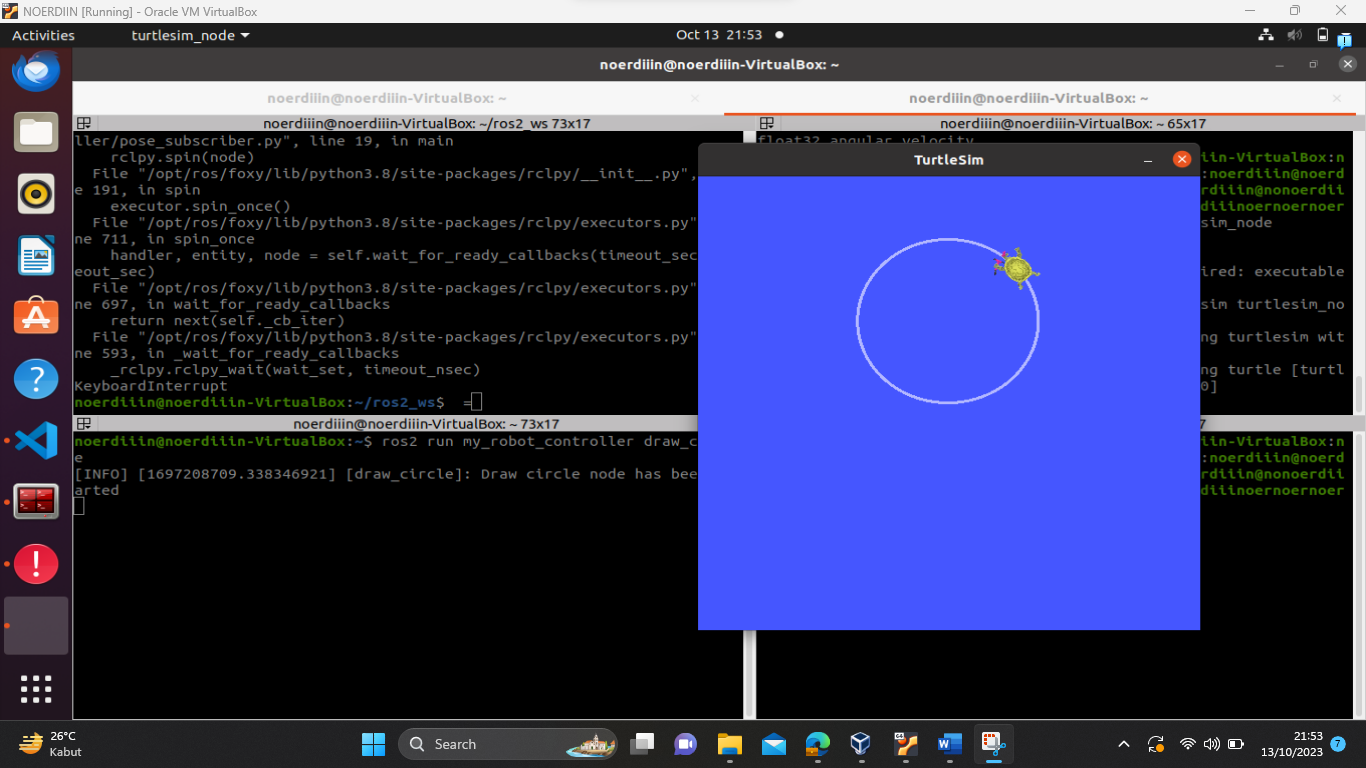 NOERDIIN [Running] - Oracle VM VirtualBox
Activities
turtlesim_node
Oct 13 21:53
noerdiiin@noerdiiin-VirtualBox: ~
noerdiiin@noerdiiin-VirtualBox: ~
noerdiiin@noerdiiin-VirtualBox: ~
noerdiiin@noerdiiin-VirtualBox: ~/ros2_ws 73x17
ller/pose_subscriber.py", line 19, in main
rclpy.spin(node)
File "/opt/ros/foxy/lib/python3.8/site-packages/rclpy/__init__.py",
e 191, in spin
executor.spin_once()
File "/opt/ros/foxy/lib/python3.8/site-packages/rclpy/executors.py"
ne 711, in spin_once
handler, entity, node = self.wait_for_ready_callbacks(timeout_sec
eout_sec)
File "/opt/ros/foxy/lib/python3.8/site-packages/rclpy/executors.py"
ne 697, in wait_for_ready_callbacks
return next(self._cb_iter)
File "/opt/ros/foxy/lib/python3.8/site-packages/rclpy/executors.py"
ne 593, in _wait_for_ready_callbacks
_rclpy.rclpy_wait(wait_set, timeout_nsec)
KeyboardInterrupt
noerdiiin@noerdiiin-VirtualBox:~/ros2_ws$ =
noerdiiin@noerdiiin-VirtualBox: ~ 73x17
noerdiiin@noerdiiin-VirtualBox:~$ ros2 run my_robot_controller draw_c
e
[INFO] [1697208709.338346921] [draw_circle]: Draw circle node has bee
arted
noerdiiin@noerdiiin-VirtualBox: ~ 65x17
float32 angular_velocity
iin-VirtualBox:n
:noerdiiin@noerd
rdiiin@nonoerdii
diiinoernoernoer
sim_node
ired: executable
sim turtlesim_no
ng turtlesim wit
ng turtle [turtl
0]
TurtleSim
7
iin-VirtualBox:n
:noerdiiin@noerd
rdiiin@nonoerdii
diiinoernoernoer
26°C
Kabut
Search
21:53
13/10/2023
7